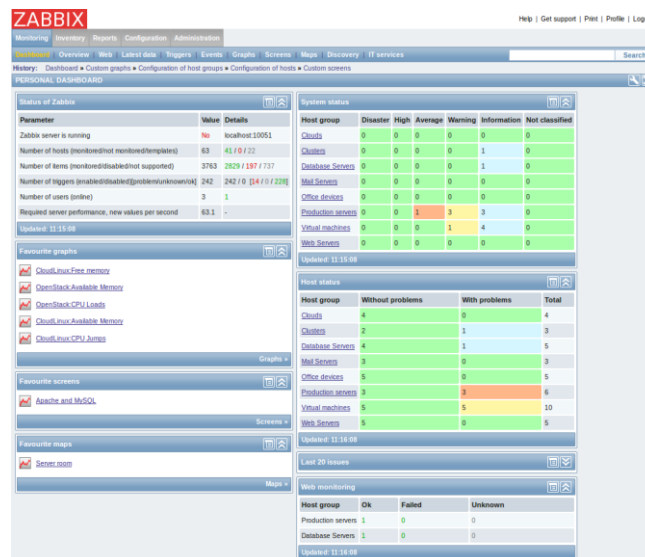 ZABBIX
Help | Get support | Print | Profile |
Monitoring Inventory Reports Configuration Administration
Dashboard Overview Web Latest data Triggers Events Graphs Screens Maps Discovery IT services Search
History: Dashboard » Custom graphs » Configuration of host groups » Configuration of hosts » Custom screens
PERSONAL DASHBOARD
Status of Zabbix
Parameter Value Details
Zabbix server is running No localhost:10051
Number of hosts (monitored/not monitored/templates) 63 41 / 0 / 22
Number of items (monitored/disabled/not supported) 3763 2829 / 197 / 737
Number of triggers (enabled/disabled)[problem/unknown/ok] 242 242 / 0 [14 / 0 / 228]
Number of users (online) 3 1
Required server performance, new values per second 63.1 -
Updated: 11:15:08
Favourite graphs
CloudLinux:Free memory
OpenStack:Available Memory
OpenStack:CPU Loads
CloudLinux:Available Memory
CloudLinux:CPU Jumps
Graphs »
Favourite screens
Apache and MySQL
Screens »
Favourite maps
Server room
Maps »
System status
Host group Disaster High Average Warning Information Not classified
Clouds 0 0 0 0 0 0
Clusters 0 0 0 0 1 0
Database Servers 0 0 0 0 1 0
Mail Servers 0 0 0 0 0 0
Office devices 0 0 0 0 0 0
Production servers 0 0 1 3 3 0
Virtual machines 0 0 0 1 4 0
Web Servers 0 0 0 0 0 0
Updated: 11:15:08
Host status
Host group Without problems With problems Total
Clouds 4 0 4
Clusters 2 1 3
Database Servers 4 1 5
Mail Servers 3 0 3
Office devices 5 0 5
Production servers 3 3 6
Virtual machines 5 5 10
Web Servers 5 0 5
Updated: 11:16:08
Last 20 issues
Web monitoring
Host group Ok Failed Unknown
Production servers 1 0 0
Database Servers 1 0 0
Updated: 11:16:08